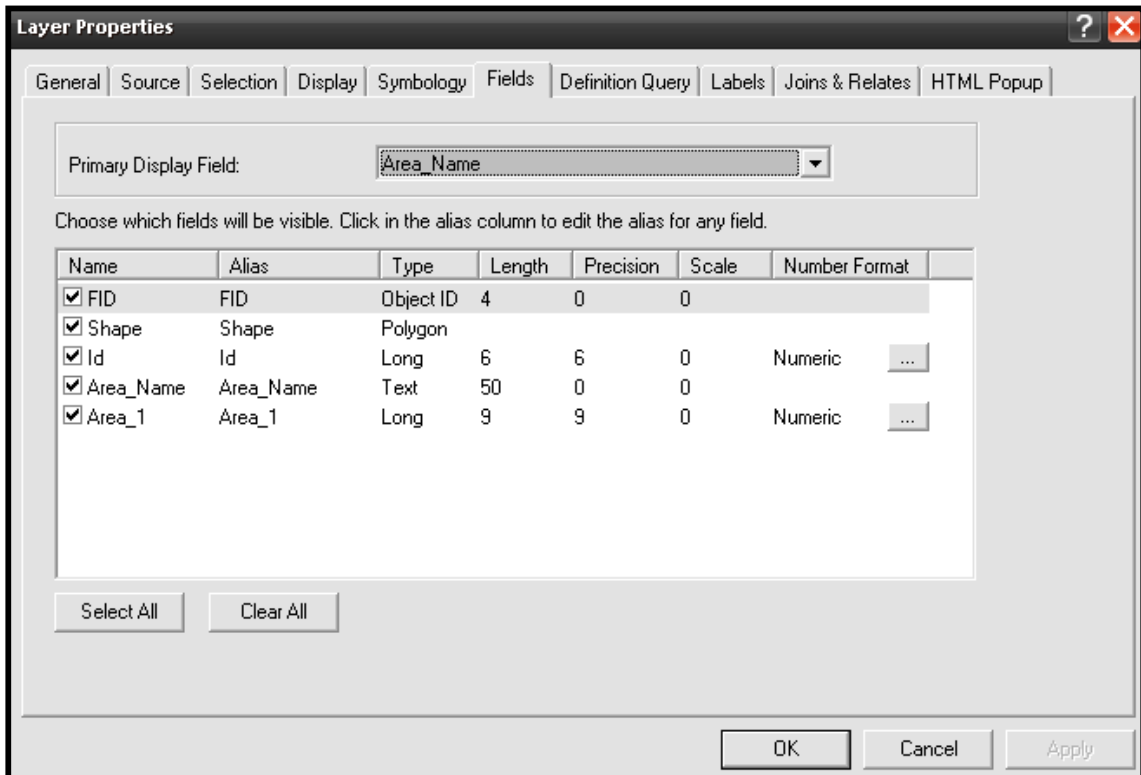 Layer Properties ?
General Source Selection Display Symbology Fields Definition Query Labels Joins & Relates HTML Popup
Primary Display Field: Area_Name
Choose which fields will be visible. Click in the alias column to edit the alias for any field.
Name Alias Type Length Precision Scale Number Format
FID FID Object ID 4 0 0
Shape Shape Polygon
Id Id Long 6 6 0 Numeric ...
Area_Name Area_Name Text 50 0 0
Area_1 Area_1 Long 9 9 0 Numeric ...
Select All Clear All
OK Cancel Apply